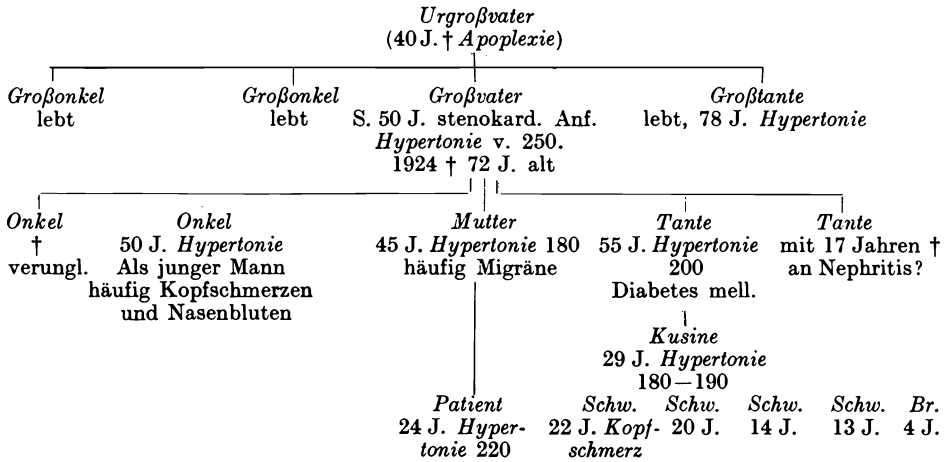 Urgroßvater
(40 J. † Apoplexie)
Großonkel Großonkel Großvater Großtante
lebt lebt S. 50 J. stenokard. Anf. lebt, 78 J. Hypertonie
Hypertonie v. 250.
1924 † 72 J. alt
Onkel Onkel Mutter Tante Tante
† 50 J. Hypertonie 45 J. Hypertonie 180 55 J. Hypertonie mit 17 Jahren †
verungl. Als junger Mann häufig Migräne 200 an Nephritis?
häufig Kopfschmerzen Diabetes mell.
und Nasenbluten
Kusine
29 J. Hypertonie
180—190
Patient Schw. Schw. Schw. Schw. Br.
24 J. Hyper- 22 J. Kopf- 20 J. 14 J. 13 J. 4 J.
tonie 220 schmerz